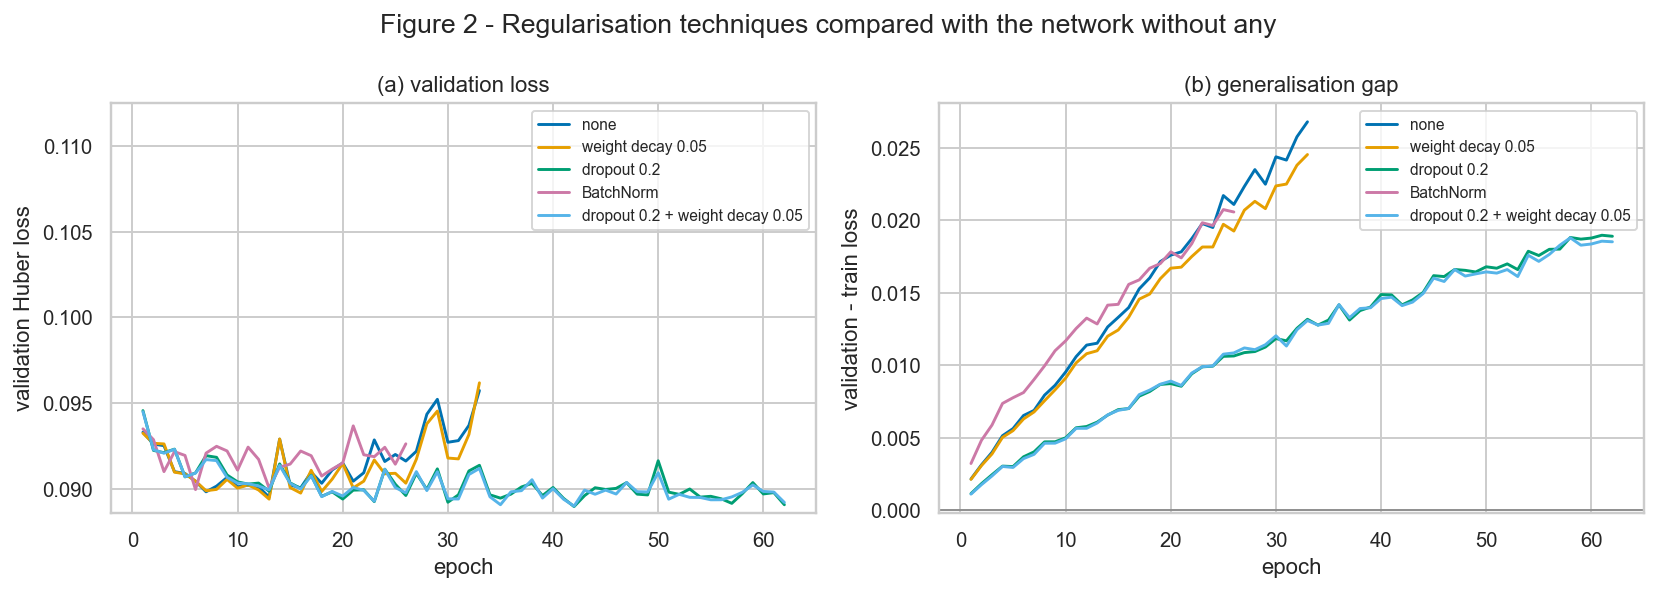 Figure 2 - Regularisation techniques compared with the network without any
(a) validation loss
validation Huber loss
0.110
0.105
0.100
0.095
0.090
0
10
20
30
40
50
60
epoch
none
weight decay 0.05
dropout 0.2
BatchNorm
dropout 0.2 + weight decay 0.05
(b) generalisation gap
validation - train loss
0.025
0.020
0.015
0.010
0.005
0.000
0
10
20
30
40
50
60
epoch
none
weight decay 0.05
dropout 0.2
BatchNorm
dropout 0.2 + weight decay 0.05